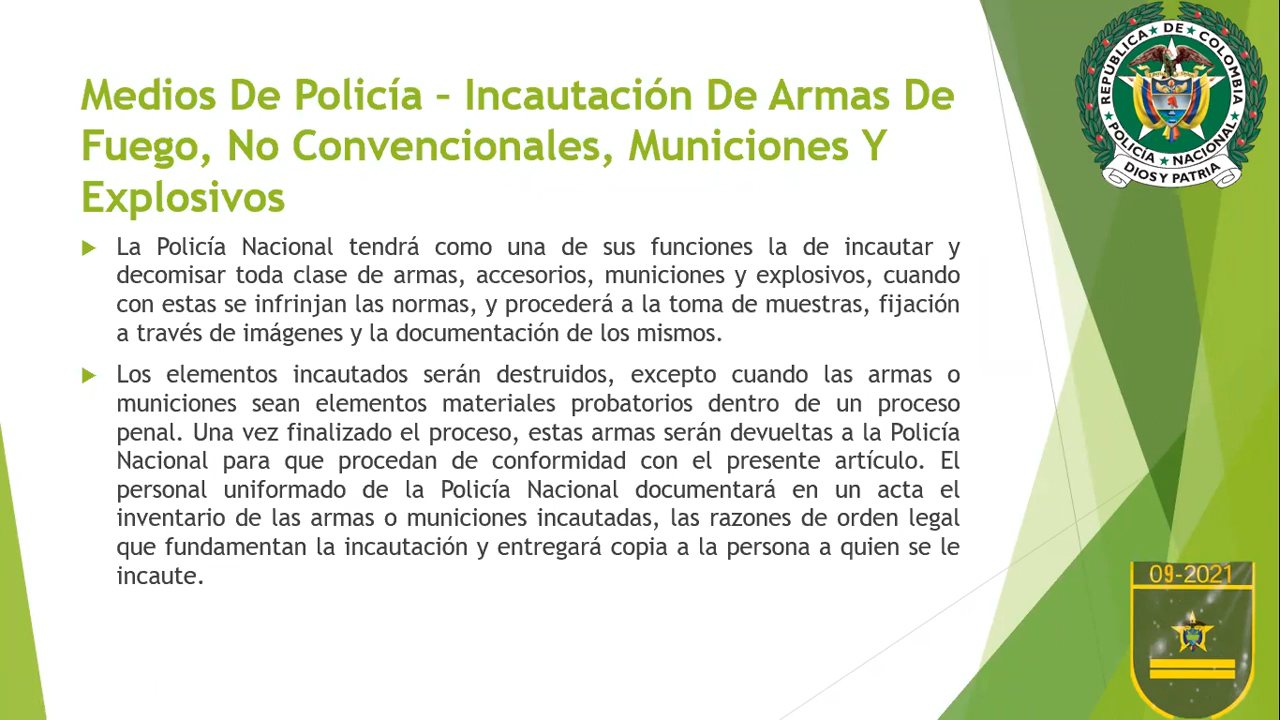 Medios De Policía – Incautación De Armas De
Fuego, No Convencionales, Municiones Y
Explosivos
La Policía Nacional tendrá como una de sus funciones la de incautar y
decomisar toda clase de armas, accesorios, municiones y explosivos, cuando
con estas se infrinjan las normas, y procederá a la toma de muestras, fijación
a través de imágenes y la documentación de los mismos.
Los elementos incautados serán destruidos, excepto cuando las armas o
municiones sean elementos materiales probatorios dentro de un proceso
penal. Una vez finalizado el proceso, estas armas serán devueltas a la Policía
Nacional para que procedan de conformidad con el presente artículo. El
personal uniformado de la Policía Nacional documentará en un acta el
inventario de las armas o municiones incautadas, las razones de orden legal
que fundamentan la incautación y entregará copia a la persona a quien se le
incaute.
REPÚBLICA DE COLOMBIA
POLICIA NACIONAL
DIOS Y PATRIA
09-2021